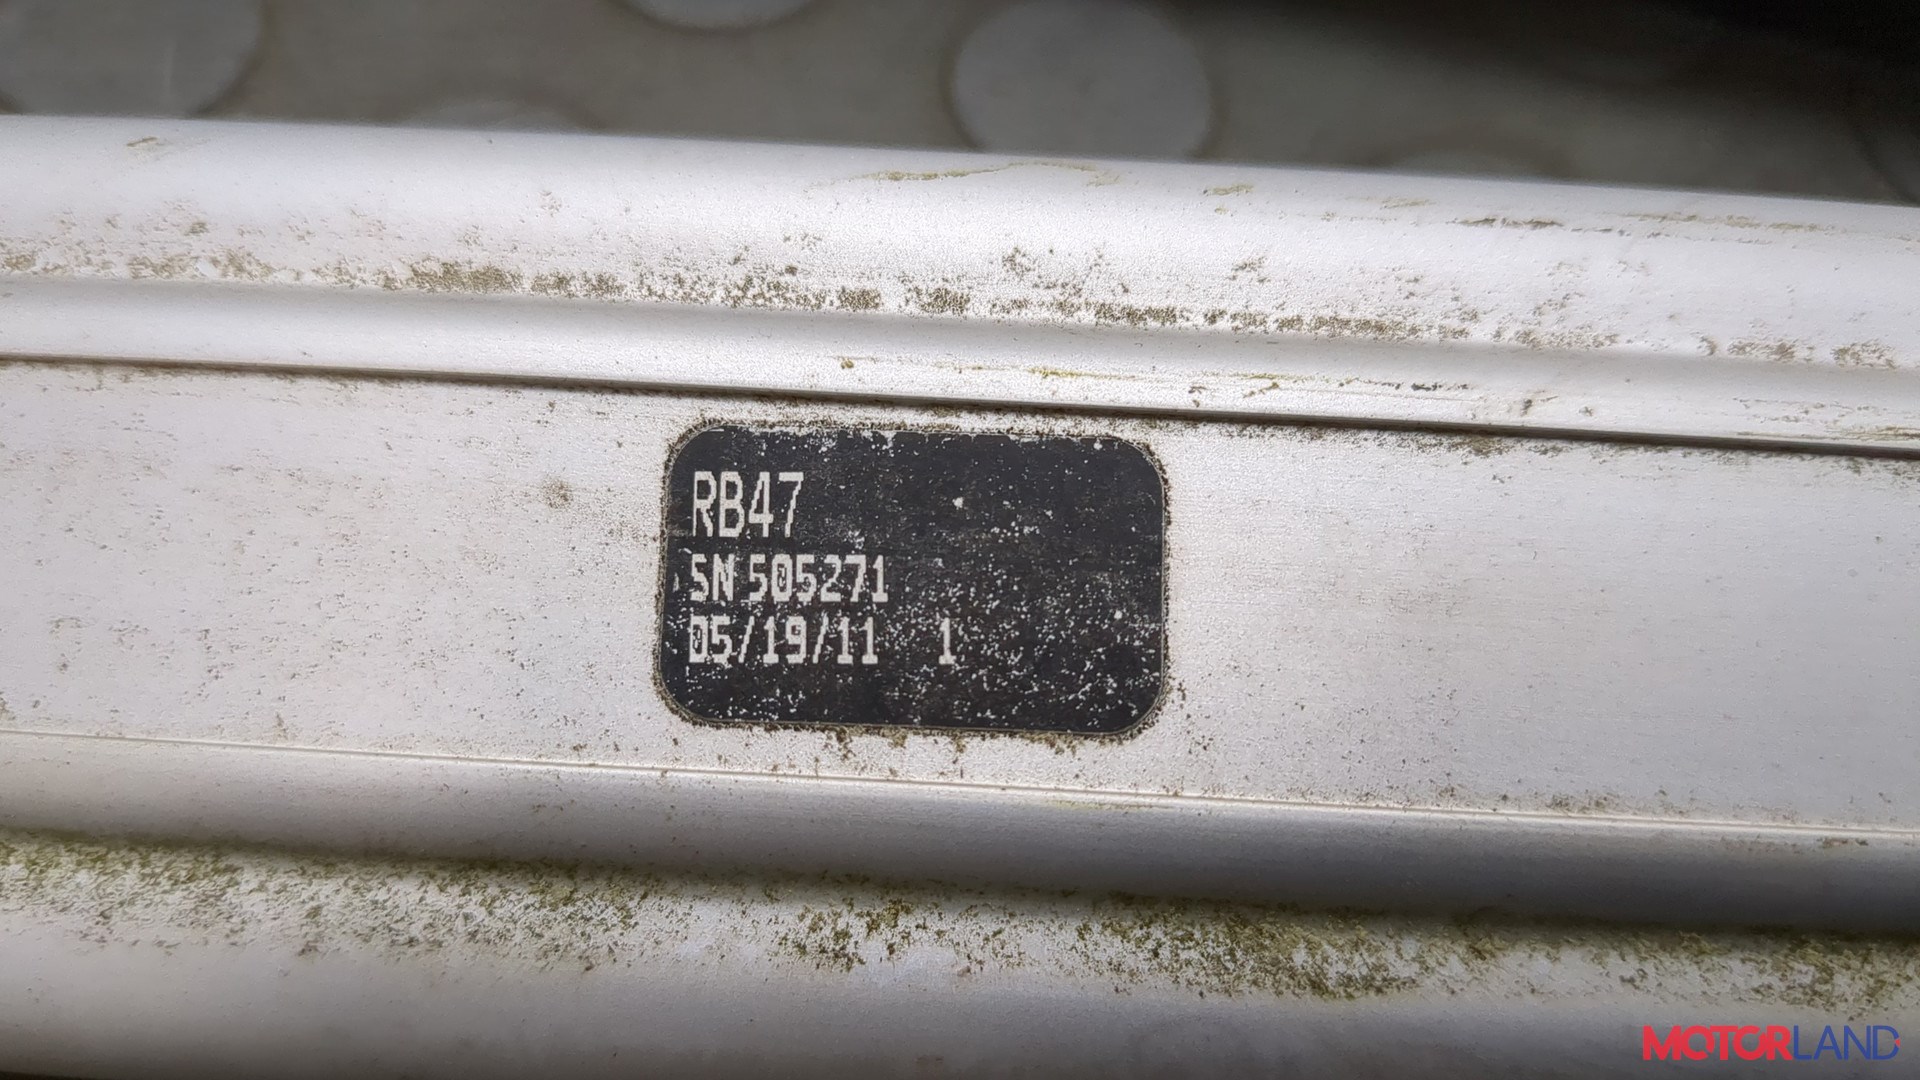 RB47
SN 505271
05/19/11 1
MOTORLAND